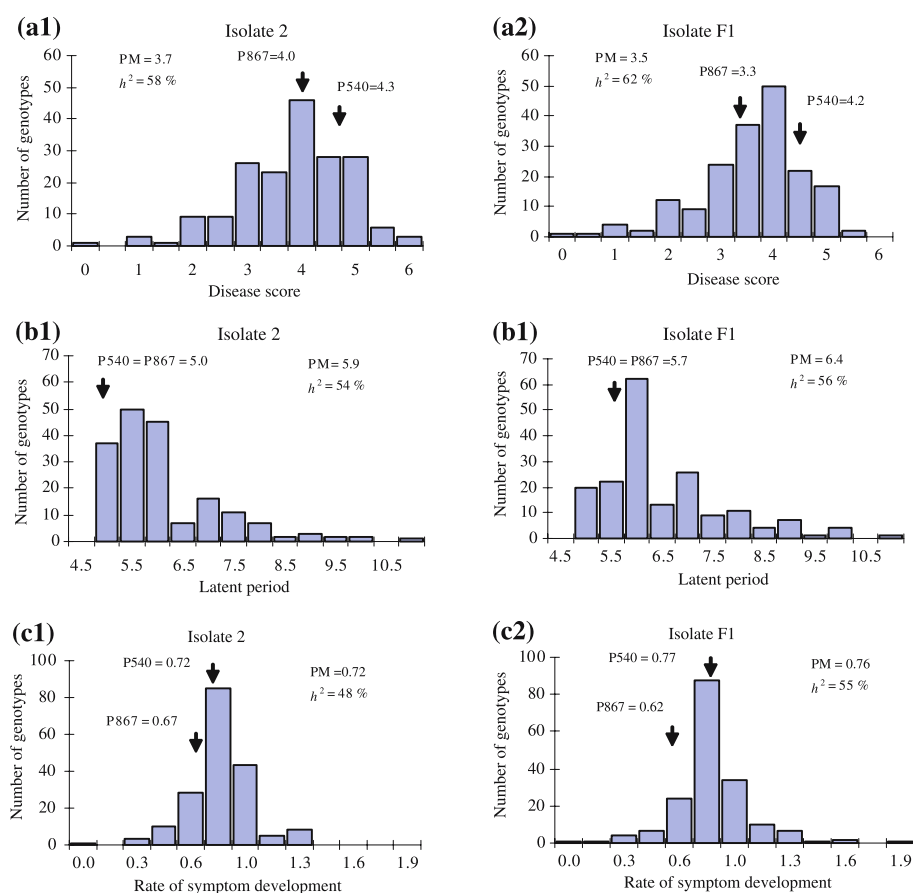 (a1)
Isolate 2
PM = 3.7
h² = 58 %
P867=4.0
P540=4.3
Number of genotypes
60
50
40
30
20
10
0
0 1 2 3 4 5 6
Disease score
(a2)
Isolate F1
PM = 3.5
h² = 62 %
P867 = 3.3
P540=4.2
Number of genotypes
60
50
40
30
20
10
0
0 1 2 3 4 5 6
Disease score
(b1)
Isolate 2
P540 = P867 = 5.0
PM = 5.9
h² = 54 %
Number of genotypes
70
60
50
40
30
20
10
0
4.5 5.5 6.5 7.5 8.5 9.5 10.5
Latent period
(b1)
Isolate F1
P540 = P867 = 5.7
PM = 6.4
h² = 56 %
Number of genotypes
70
60
50
40
30
20
10
0
4.5 5.5 6.5 7.5 8.5 9.5 10.5
Latent period
(c1)
Isolate 2
P540 = 0.72
P867 = 0.67
PM =0.72
h² = 48 %
Number of genotypes
100
80
60
40
20
0
0.0 0.3 0.6 1.0 1.3 1.6 1.9
Rate of symptom development
(c2)
Isolate F1
P540 = 0.77
P867 = 0.62
PM = 0.76
h² = 55 %
Number of genotypes
100
80
60
40
20
0
0.0 0.3 0.6 1.0 1.3 1.6 1.9
Rate of symptom development